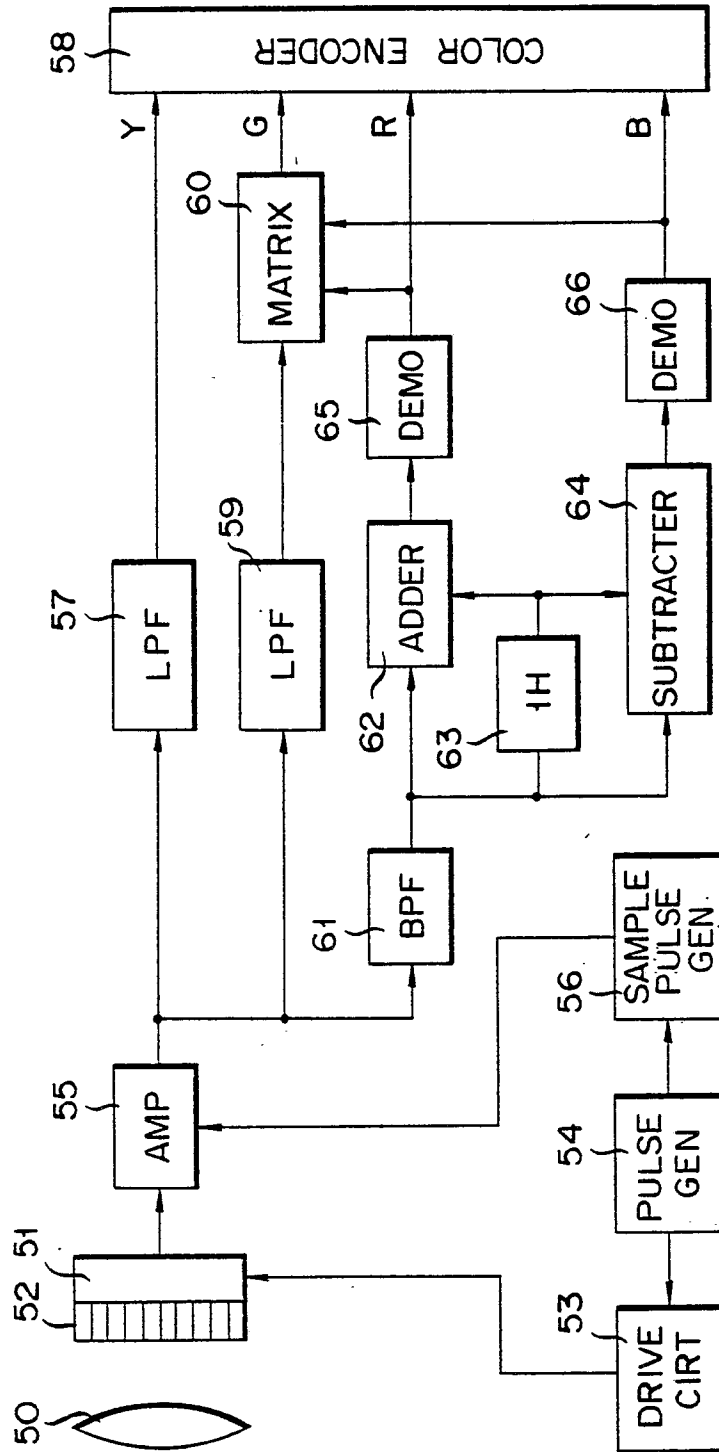 50
52
51
55
AMP
57
LPF
Y
58
COLOR ENCODER
59
LPF
60
MATRIX
G
61
BPF
62
ADDER
65
DEMO
R
63
1H
64
SUBTRACTER
66
DEMO
B
53
DRIVE
CIRT
54
PULSE
GEN
56
SAMPLE
PULSE
GEN